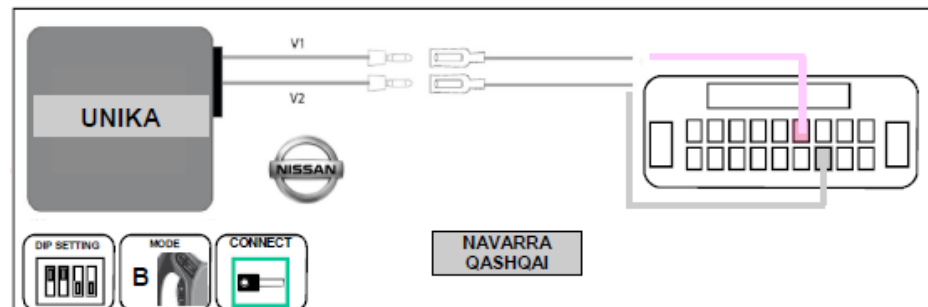 V1
V2
UNIKA
NISSAN
DIP SETTING
MODE
B
CONNECT
NAVARRA
QASHQAI